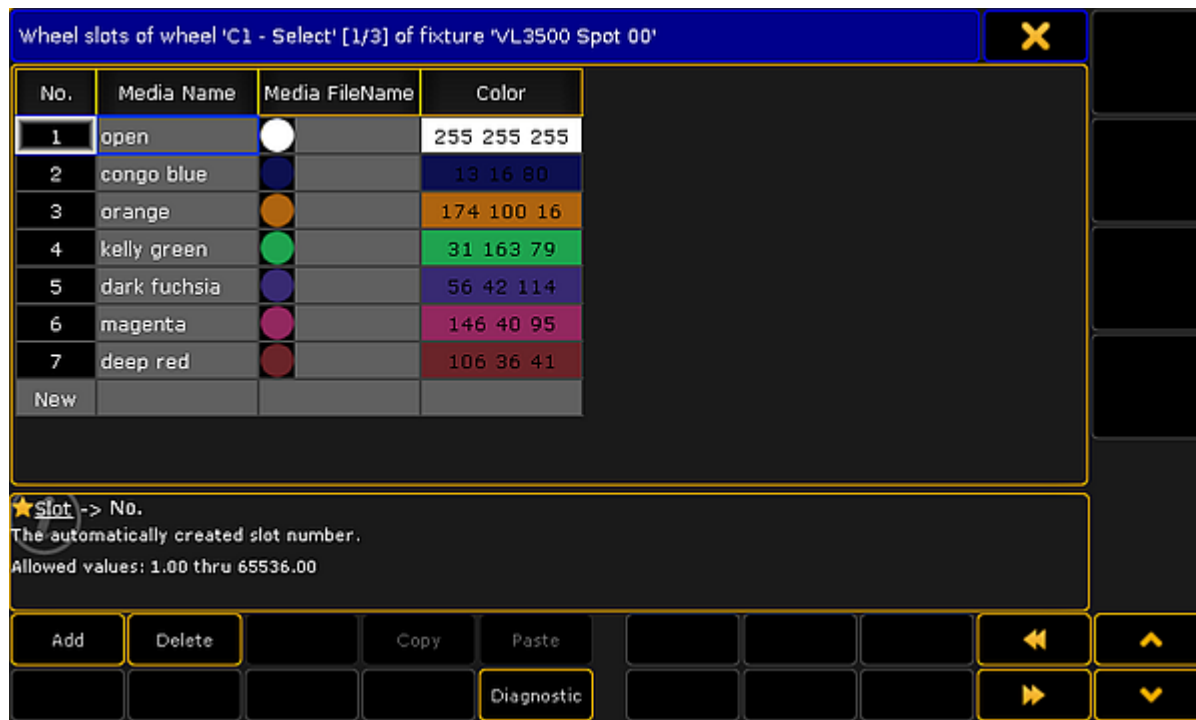 Wheel slots of wheel 'C1 - Select' [1/3] of fixture 'VL3500 Spot 00'
No. Media Name Media FileName Color
1 open 255 255 255
2 congo blue 13 16 80
3 orange 174 100 16
4 kelly green 31 163 79
5 dark fuchsia 56 42 114
6 magenta 146 40 95
7 deep red 106 36 41
New
Slot -> No.
The automatically created slot number.
Allowed values: 1.00 thru 65536.00
Add Delete Copy Paste
Diagnostic